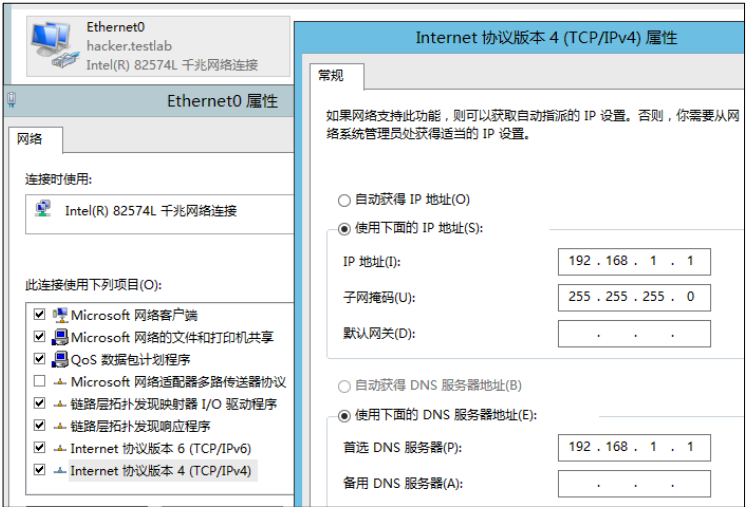 Ethernet0
hacker.testlab
Intel(R) 82574L 千兆网络连接
Ethernet0 属性
网络
连接时使用:
Intel(R) 82574L 千兆网络连接
此连接使用下列项目(O):
Microsoft 网络客户端
Microsoft 网络的文件和打印机共享
QoS 数据包计划程序
Microsoft 网络适配器多路传送器协议
链路层拓扑发现映射器 I/O 驱动程序
链路层拓扑发现响应程序
Internet 协议版本 6 (TCP/IPv6)
Internet 协议版本 4 (TCP/IPv4)
Internet 协议版本 4 (TCP/IPv4) 属性
常规
如果网络支持此功能，则可以获取自动指派的 IP 设置。否则，你需要从网
络系统管理员处获得适当的 IP 设置。
自动获得 IP 地址(O)
使用下面的 IP 地址(S):
IP 地址(I): 192 . 168 . 1 . 1
子网掩码(U): 255 . 255 . 255 . 0
默认网关(D): . . .
自动获得 DNS 服务器地址(B)
使用下面的 DNS 服务器地址(E):
首选 DNS 服务器(P): 192 . 168 . 1 . 1
备用 DNS 服务器(A): . . .